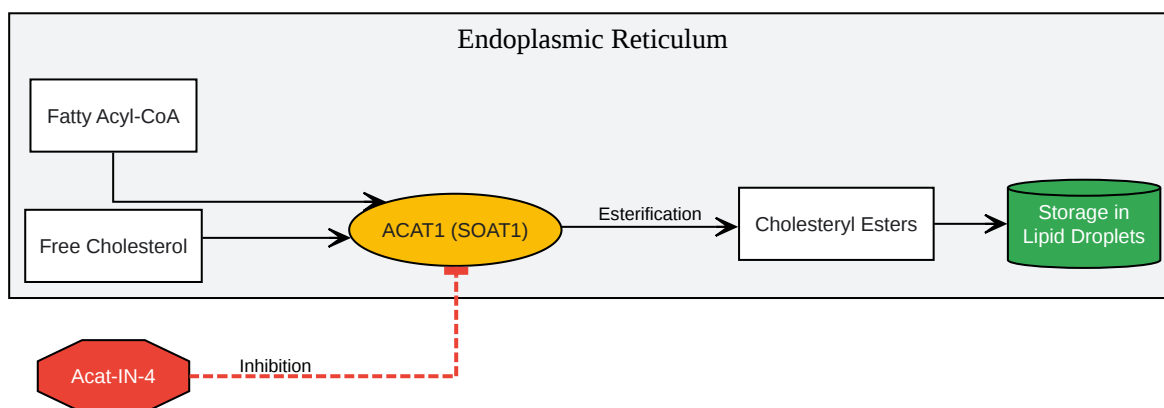 Endoplasmic Reticulum
Fatty Acyl-CoA
Free Cholesterol
ACAT1 (SOAT1)
Esterification
Cholesteryl Esters
Storage in
Lipid Droplets
Inhibition
Acat-IN-4